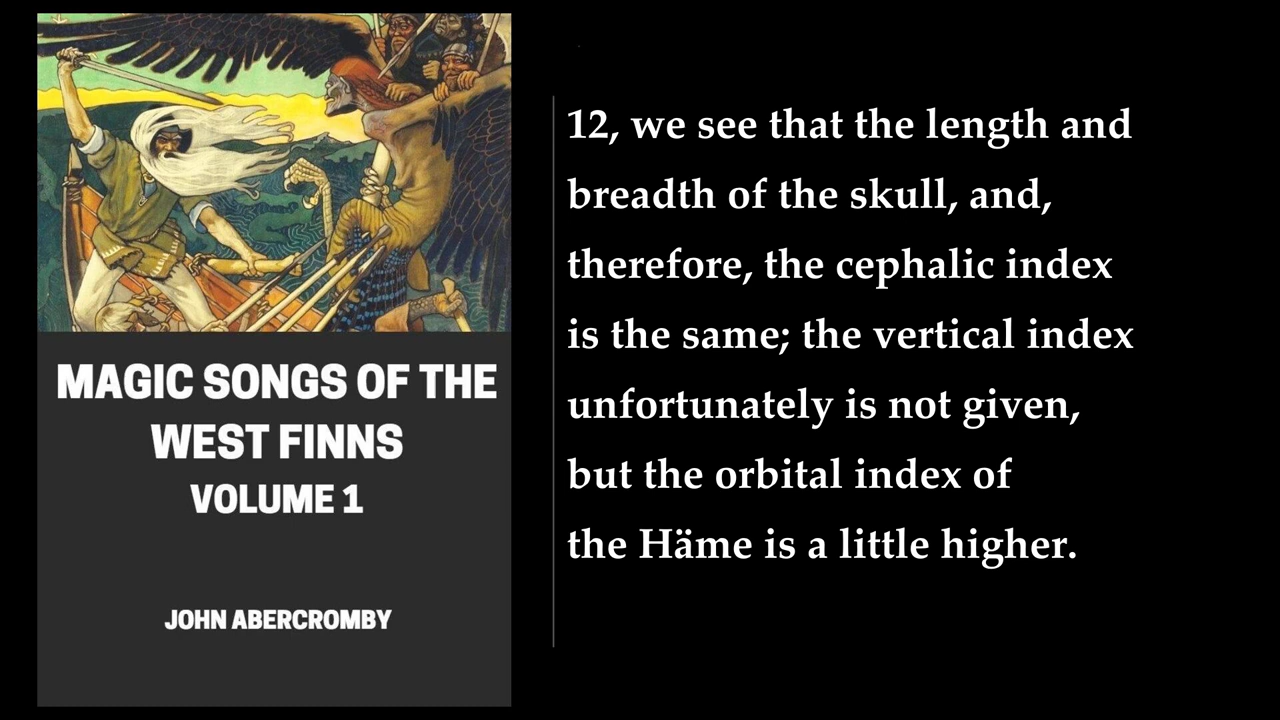 MAGIC SONGS OF THE
WEST FINNS
VOLUME 1
JOHN ABERCROMBY
12, we see that the length and
breadth of the skull, and,
therefore, the cephalic index
is the same; the vertical index
unfortunately is not given,
but the orbital index of
the Häme is a little higher.